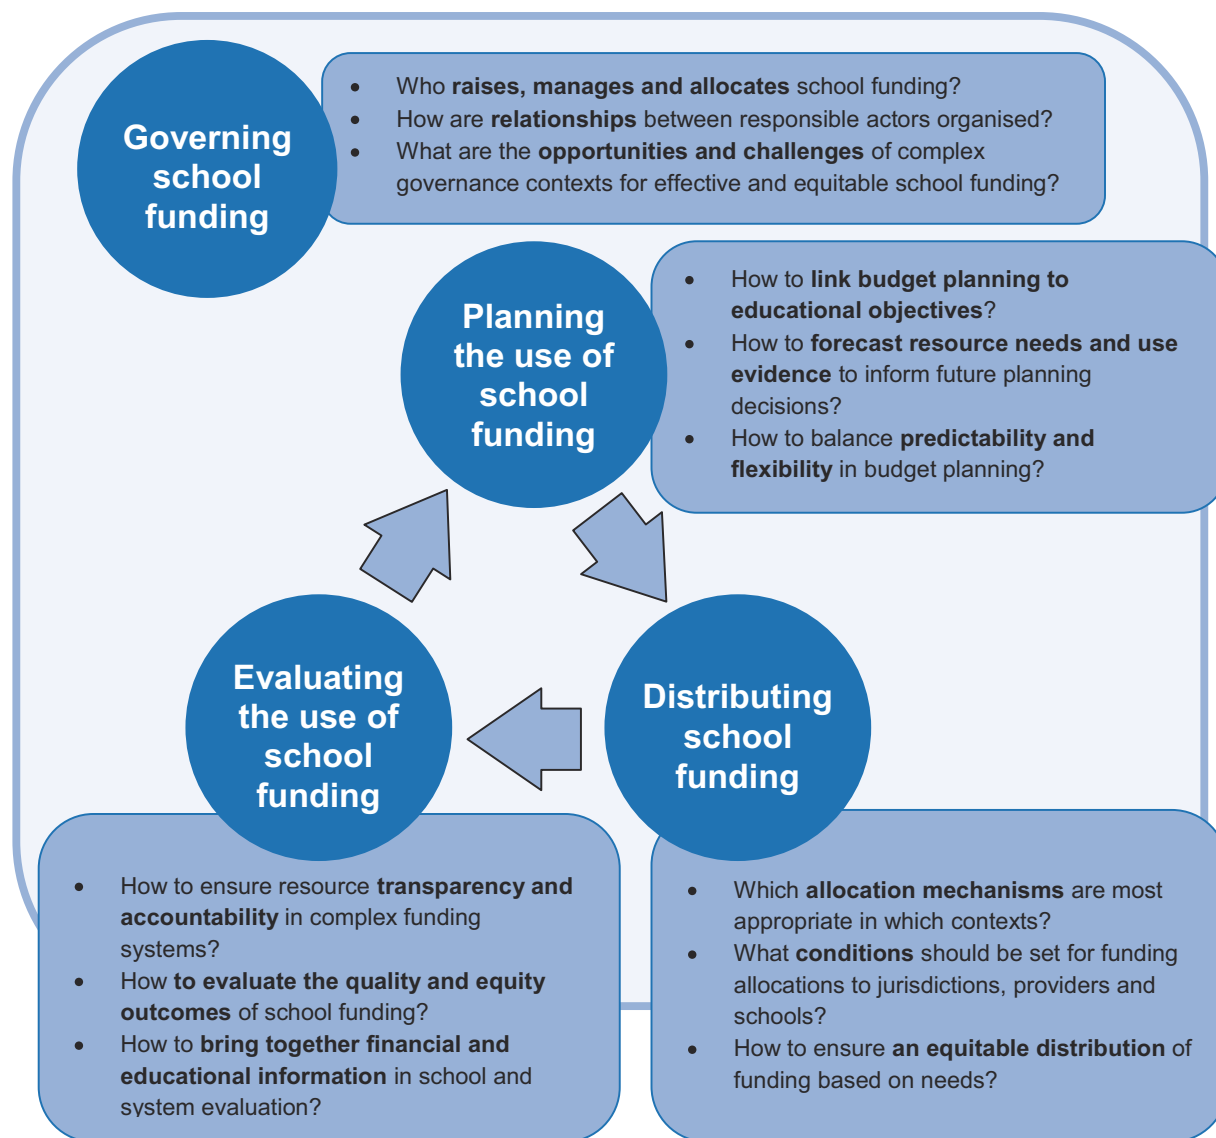 Governing
school
funding
• Who raises, manages and allocates school funding?
• How are relationships between responsible actors organised?
• What are the opportunities and challenges of complex
governance contexts for effective and equitable school funding?
Planning
the use of
school
funding
• How to link budget planning to
educational objectives?
• How to forecast resource needs and use
evidence to inform future planning
decisions?
• How to balance predictability and
flexibility in budget planning?
Evaluating
the use of
school
funding
• How to ensure resource transparency and
accountability in complex funding
systems?
• How to evaluate the quality and equity
outcomes of school funding?
• How to bring together financial and
educational information in school and
system evaluation?
Distributing
school
funding
• Which allocation mechanisms are most
appropriate in which contexts?
• What conditions should be set for funding
allocations to jurisdictions, providers and
schools?
• How to ensure an equitable distribution of
funding based on needs?